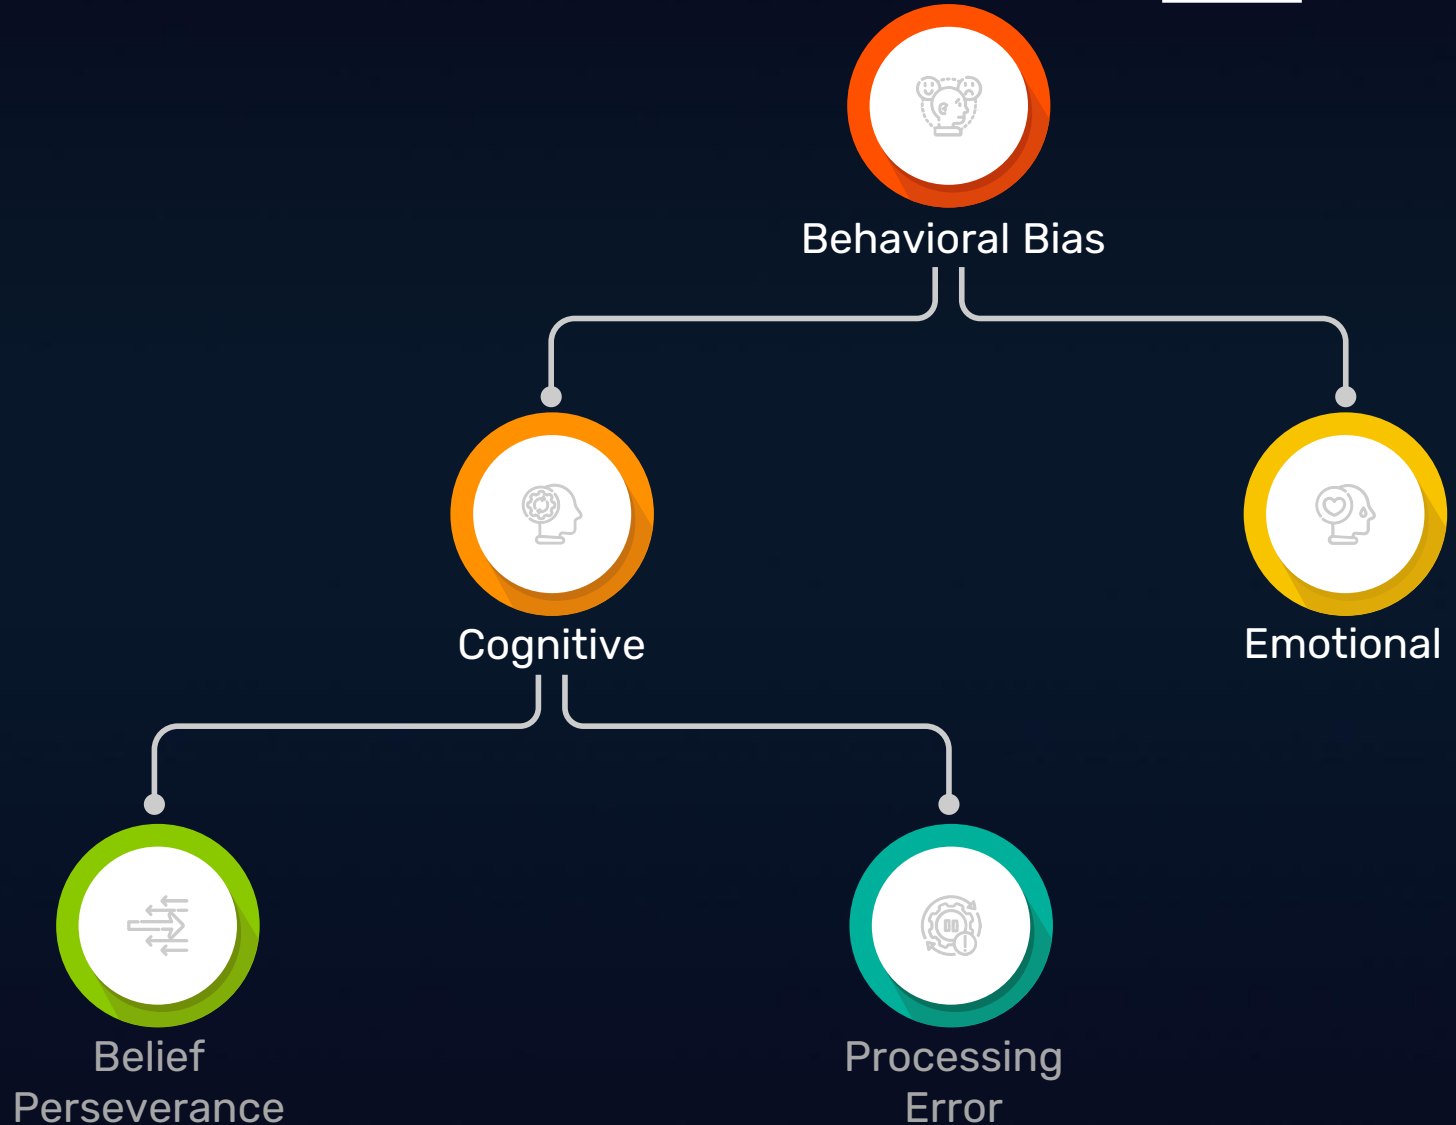 Behavioral Bias
Cognitive
Emotional
Belief
Perseverance
Processing
Error